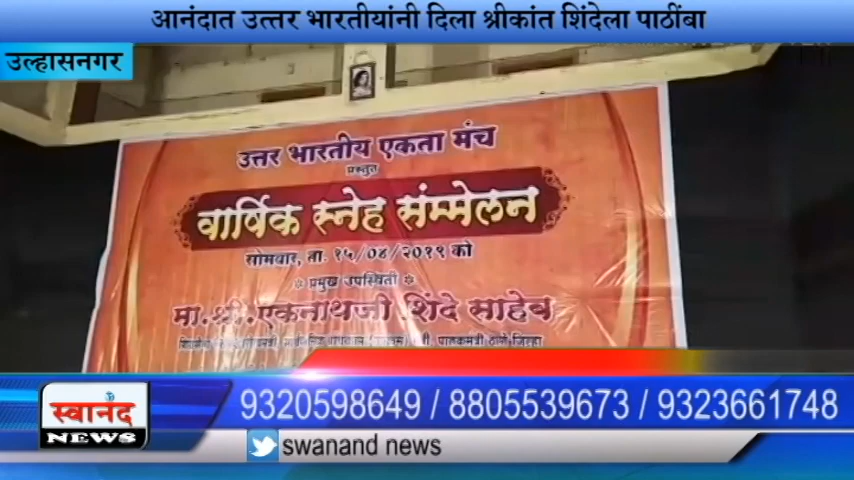 आनंदात उत्तर भारतीयांनी दिला श्रीकांत शिंदेला पाठींबा
उल्हासनगर
उत्तर भारतीय एकता मंच
प्रस्तुत
वार्षिक स्नेह संम्मेलन
सोमवार, ता. १५/०४/२०१९ को
प्रमुख उपस्थिती
मा.श्री.एकनाथजी शिंदे साहेब
पालकमंत्री ठाणे जिल्हा
स्वानंद
NEWS
9320598649 / 8805539673 / 9323661748
swanand news